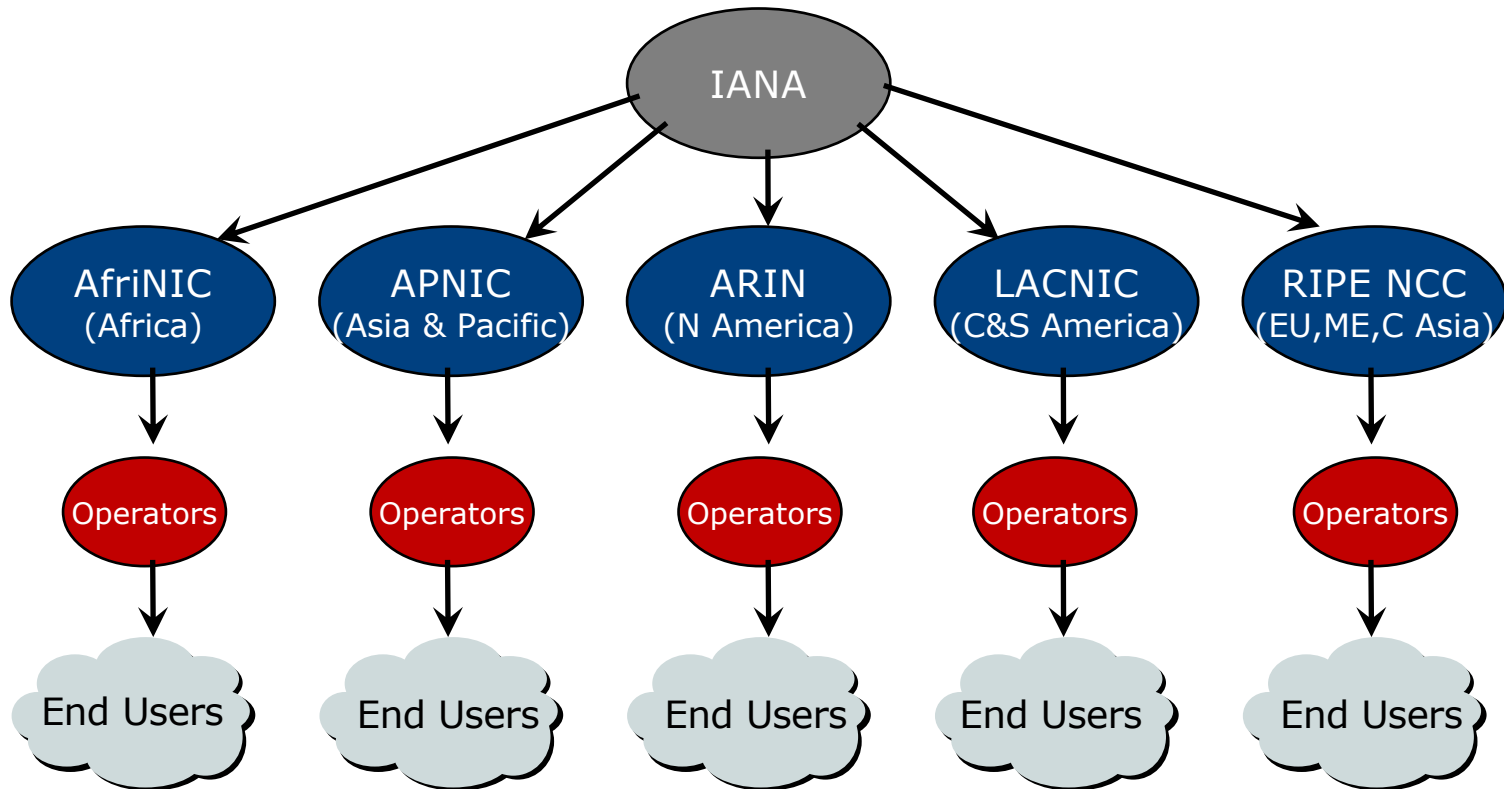 IANA
AfriNIC
(Africa)
APNIC
(Asia & Pacific)
ARIN
(N America)
LACNIC
(C&S America)
RIPE NCC
(EU,ME,C Asia)
Operators
Operators
Operators
Operators
Operators
End Users
End Users
End Users
End Users
End Users